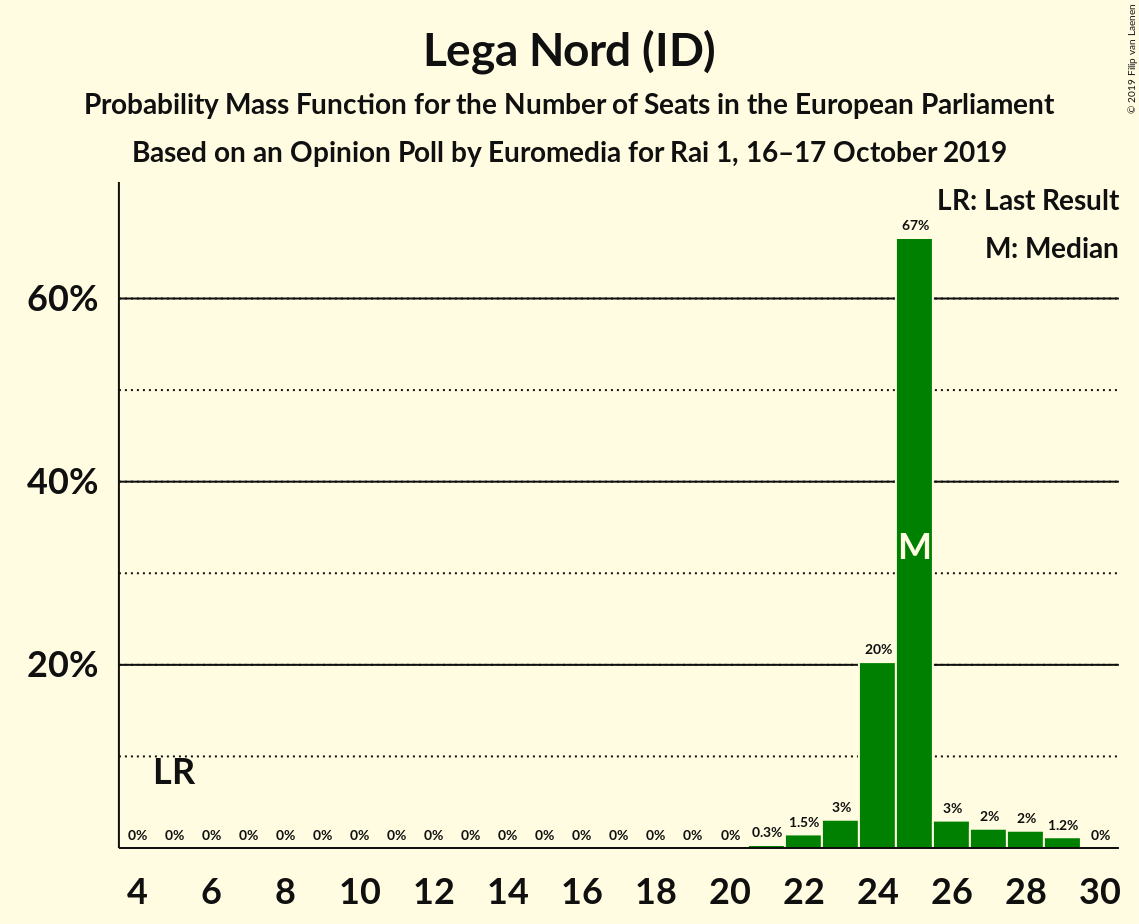 Lega Nord (ID)
Probability Mass Function for the Number of Seats in the European Parliament
Based on an Opinion Poll by Euromedia for Rai 1, 16–17 October 2019
© 2019 Filip van Laenen
LR: Last Result
M: Median
60%
40%
20%
67%
M
20%
LR
0% 0% 0% 0% 0% 0% 0% 0% 0% 0% 0% 0% 0% 0% 0% 0% 0% 0.3% 1.5% 3% 3% 2% 2% 1.2% 0%
4 6 8 10 12 14 16 18 20 22 24 26 28 30